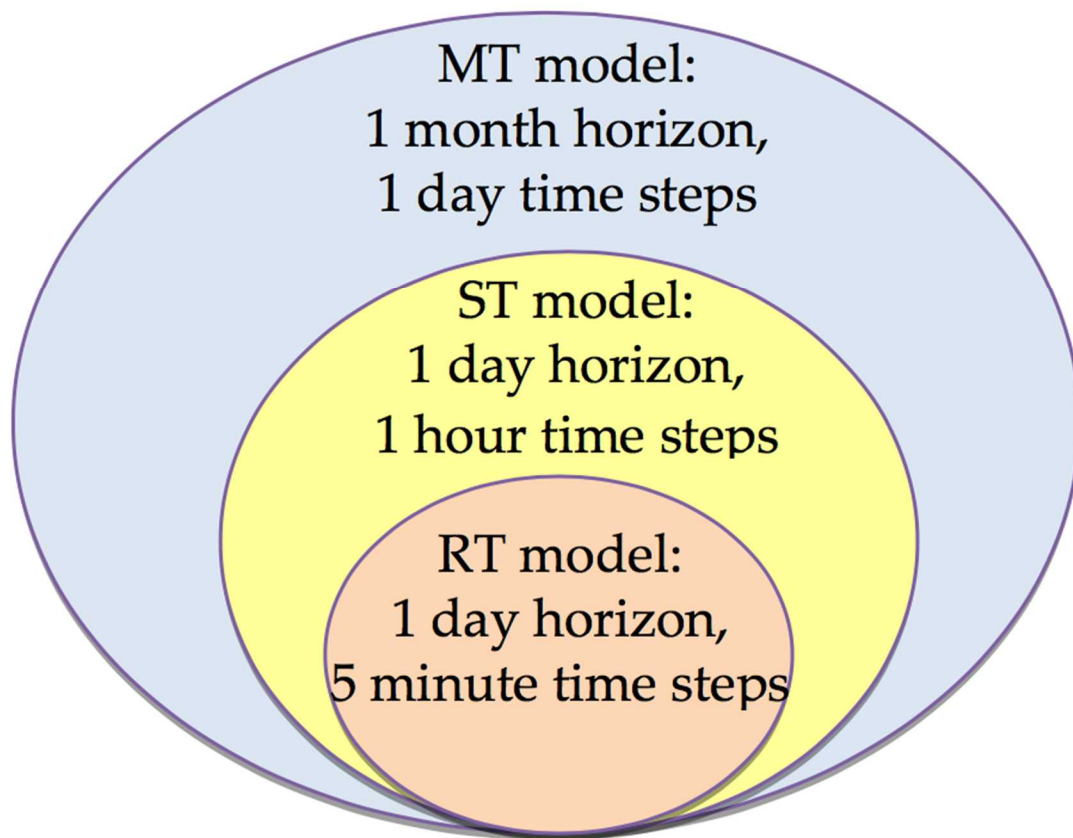 MT model:
1 month horizon,
1 day time steps
ST model:
1 day horizon,
1 hour time steps
RT model:
1 day horizon,
5 minute time steps